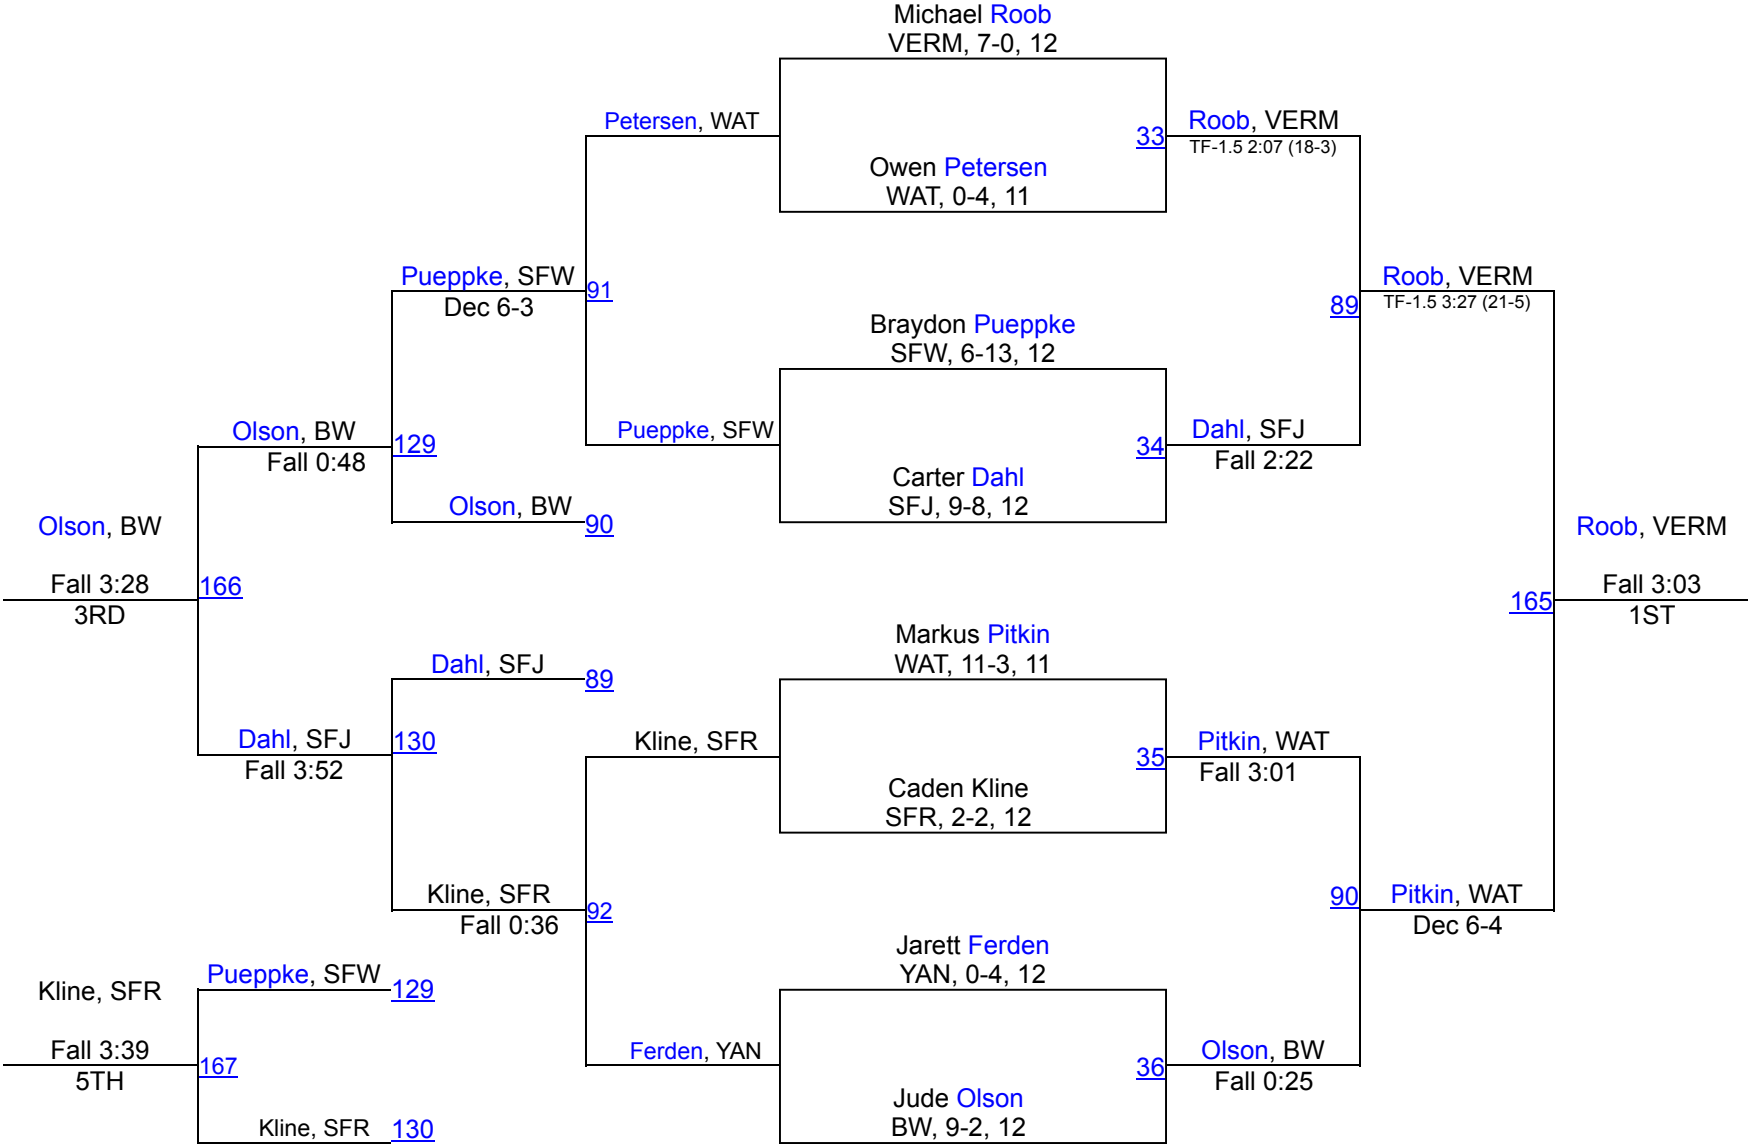 Michael Roob
VERM, 7-0, 12
Petersen, WAT
33
Roob, VERM
TF-1.5 2:07 (18-3)
Owen Petersen
WAT, 0-4, 11
Pueppke, SFW
Dec 6-3
91
Roob, VERM
TF-1.5 3:27 (21-5)
89
Braydon Pueppke
SFW, 6-13, 12
Olson, BW
Fall 0:48
129
Pueppke, SFW
34
Dahl, SFJ
Fall 2:22
Carter Dahl
SFJ, 9-8, 12
Olson, BW
90
Olson, BW
Fall 3:28
3RD
166
Roob, VERM
Fall 3:03
1ST
165
Markus Pitkin
WAT, 11-3, 11
Dahl, SFJ
89
Dahl, SFJ
Fall 3:52
130
Kline, SFR
35
Pitkin, WAT
Fall 3:01
Caden Kline
SFR, 2-2, 12
Kline, SFR
Fall 0:36
92
90
Pitkin, WAT
Dec 6-4
Jarett Ferden
YAN, 0-4, 12
Pueppke, SFW
129
Kline, SFR
Fall 3:39
5TH
167
Ferden, YAN
36
Olson, BW
Fall 0:25
Jude Olson
BW, 9-2, 12
Kline, SFR
130